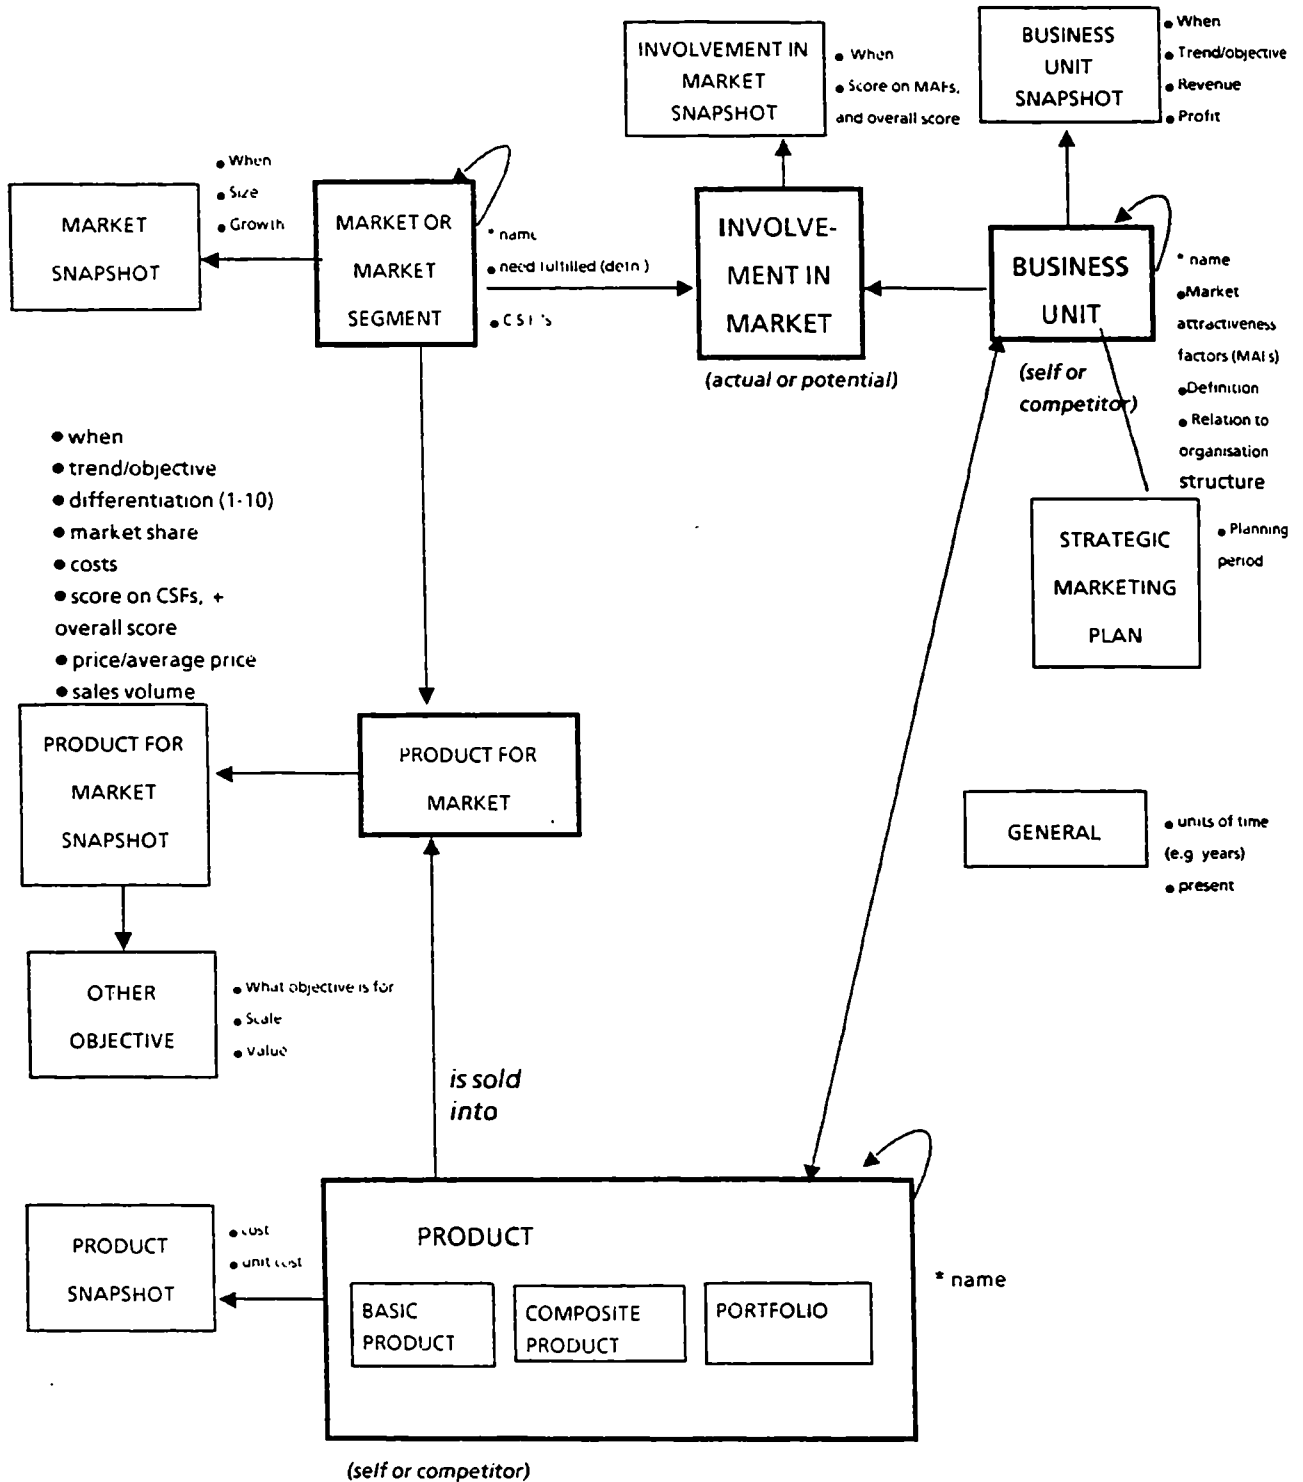 INVOLVEMENT IN
MARKET
SNAPSHOT
• When
• Score on MAFs,
and overall score
BUSINESS
UNIT
SNAPSHOT
• When
• Trend/objective
• Revenue
• Profit
MARKET
SNAPSHOT
• When
• Size
• Growth
MARKET OR
MARKET
SEGMENT
* name
• need fulfilled (defn)
INVOLVE-
MENT IN
MARKET
(actual or potential)
BUSINESS
UNIT
(self or
competitor)
* name
• Market
attractiveness
factors (MAFs)
• Definition
• Relation to
organisation
structure
STRATEGIC
MARKETING
PLAN
• Planning
period
• when
• trend/objective
• differentiation (1-10)
• market share
• costs
• score on CSFs, +
overall score
• price/average price
• sales volume
PRODUCT FOR
MARKET
SNAPSHOT
PRODUCT FOR
MARKET
GENERAL
• units of time
(e.g years)
• present
OTHER
OBJECTIVE
• What objective is for
• Scale
• Value
is sold
into
PRODUCT
SNAPSHOT
• cost
• unit cost
PRODUCT
BASIC
PRODUCT
COMPOSITE
PRODUCT
PORTFOLIO
* name
(self or competitor)